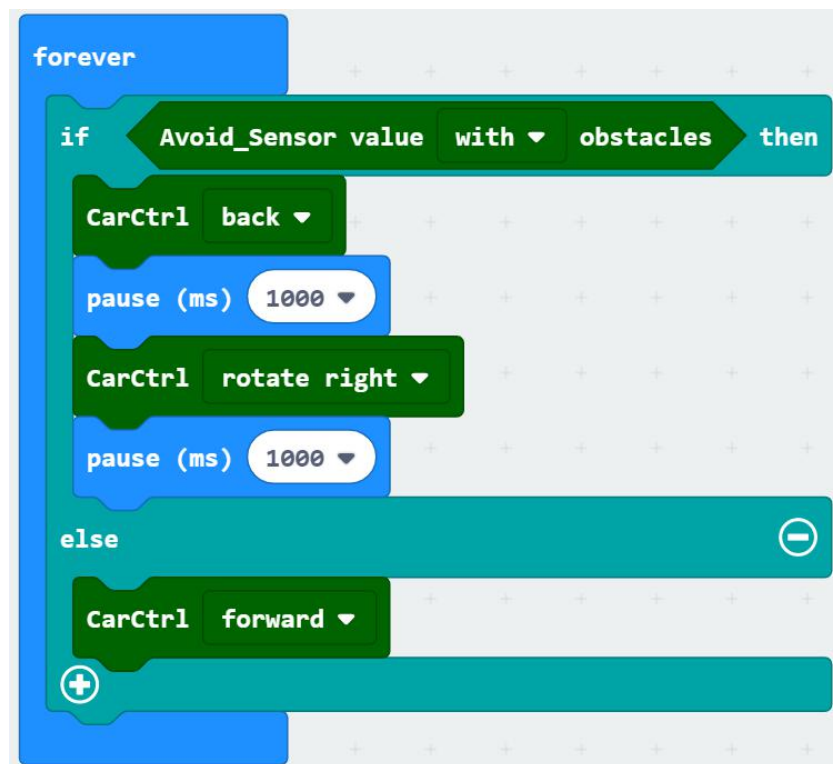 forever
if Avoid_Sensor value with obstacles then
CarCtrl back
pause (ms) 1000
CarCtrl rotate right
pause (ms) 1000
else
CarCtrl forward